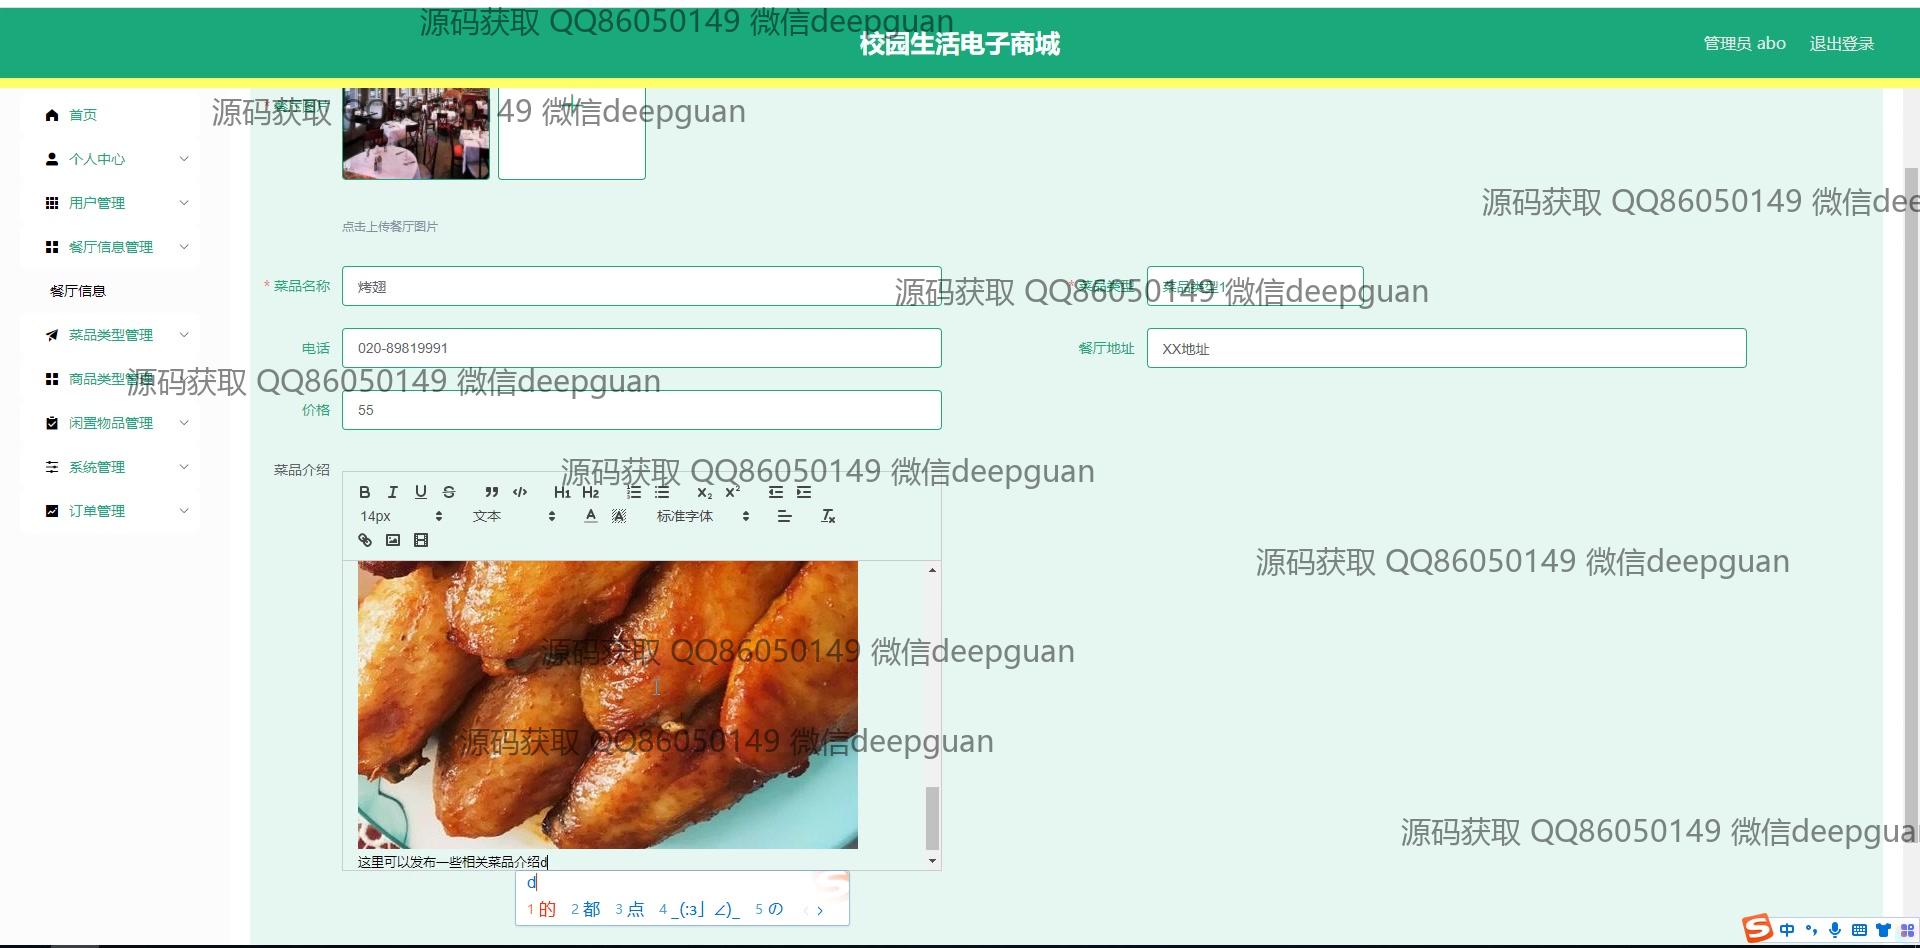 源码获取 QQ86050149 微信deepguan
校园生活电子商城
管理员 abo
退出登录
首页
源码获取 QQ86050149 微信deepguan
个人中心
用户管理
源码获取 QQ86050149 微信dee
点击上传餐厅图片
餐厅信息管理
餐厅信息
* 菜品名称
烤翅
* 菜品类型
菜品类型1
源码获取 QQ86050149 微信deepguan
菜品类型管理
电话
020-89819991
餐厅地址
XX地址
商品类型管理
源码获取 QQ86050149 微信deepguan
价格
55
闲置物品管理
系统管理
菜品介绍
源码获取 QQ86050149 微信deepguan
B I U S H1 H2 X2 X2
订单管理
14px
文本
A A
标准字体
Tx
源码获取 QQ86050149 微信deepguan
源码获取 QQ86050149 微信deepguan
源码获取 QQ86050149 微信deepguan
源码获取 QQ86050149 微信deepgua
这里可以发布一些相关菜品介绍d
d
1 的 2 都 3 点 4 _(:з」∠)_ 5 の
S 中